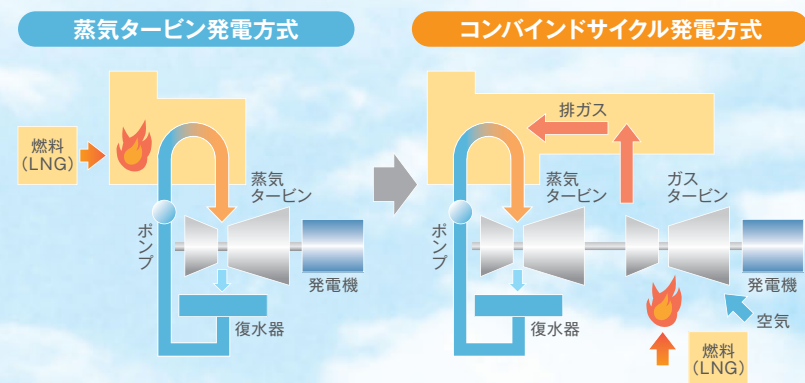 蒸気タービン発電方式
燃料
(LNG)
蒸気
タービン
ポンプ
発電機
復水器
コンバインドサイクル発電方式
排ガス
蒸気
タービン
ガス
タービン
ポンプ
発電機
復水器
空気
燃料
(LNG)